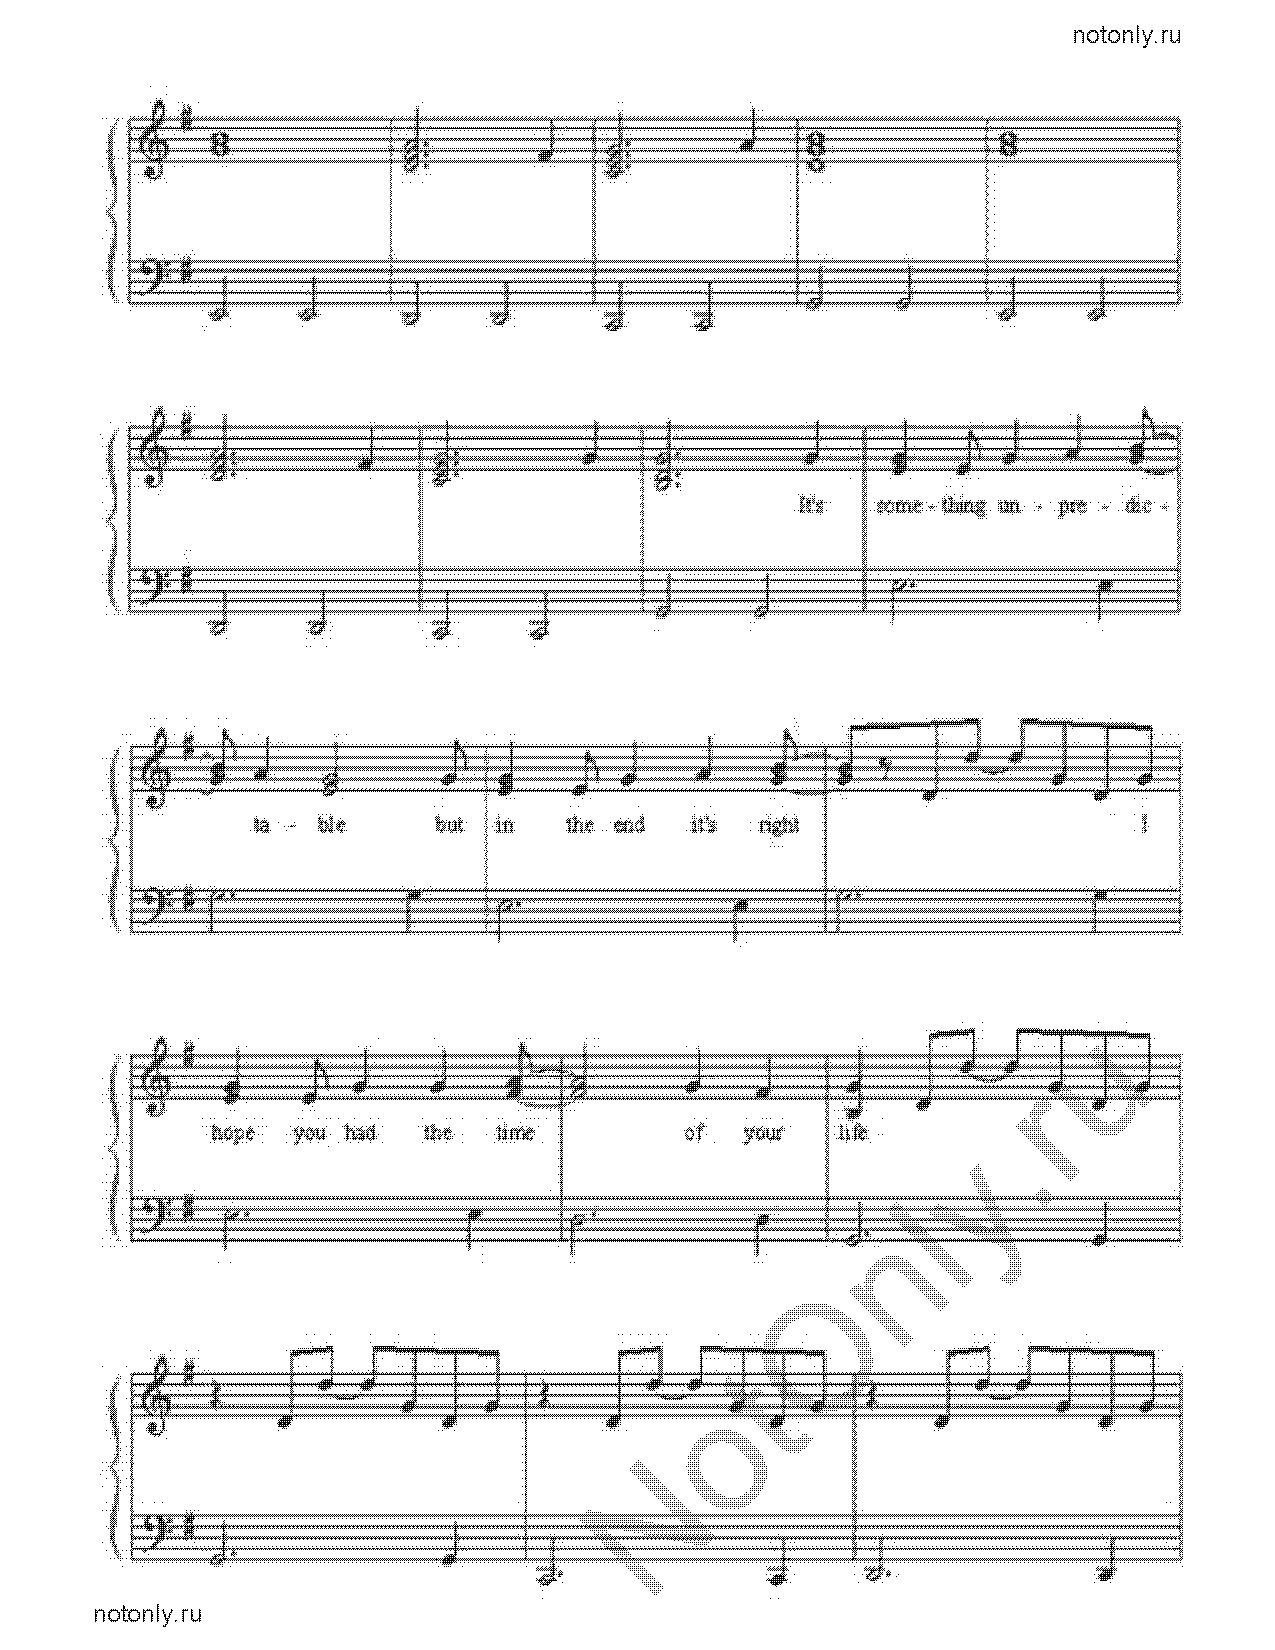 notonly.ru
It's some - thing un - pre - dic -
ta - ble but in the end it's right I
hope you had the time of your life
Notonly.ru
notonly.ru